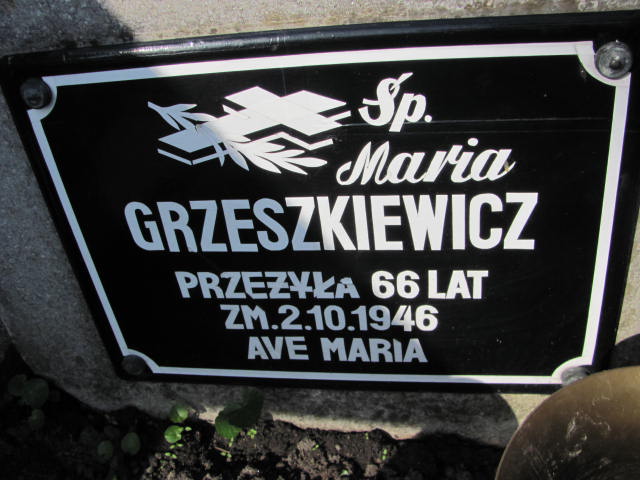 Śp.
Maria
GRZESZKIEWICZ
PRZEŻYŁA 66 LAT
ZM.2.10.1946
AVE MARIA